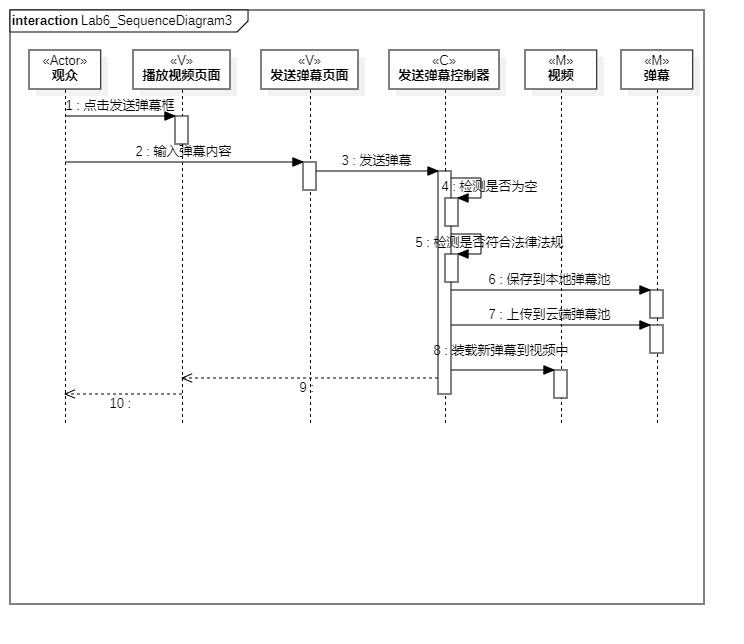 interaction Lab6_SequenceDiagram3
«Actor»
观众
«V»
播放视频页面
«V»
发送弹幕页面
«C»
发送弹幕控制器
«M»
视频
«M»
弹幕
1 : 点击发送弹幕框
2 : 输入弹幕内容
3 : 发送弹幕
4 : 检测是否为空
5 : 检测是否符合法律法规
6 : 保存到本地弹幕池
7 : 上传到云端弹幕池
8 : 装载新弹幕到视频中
9 :
10 :